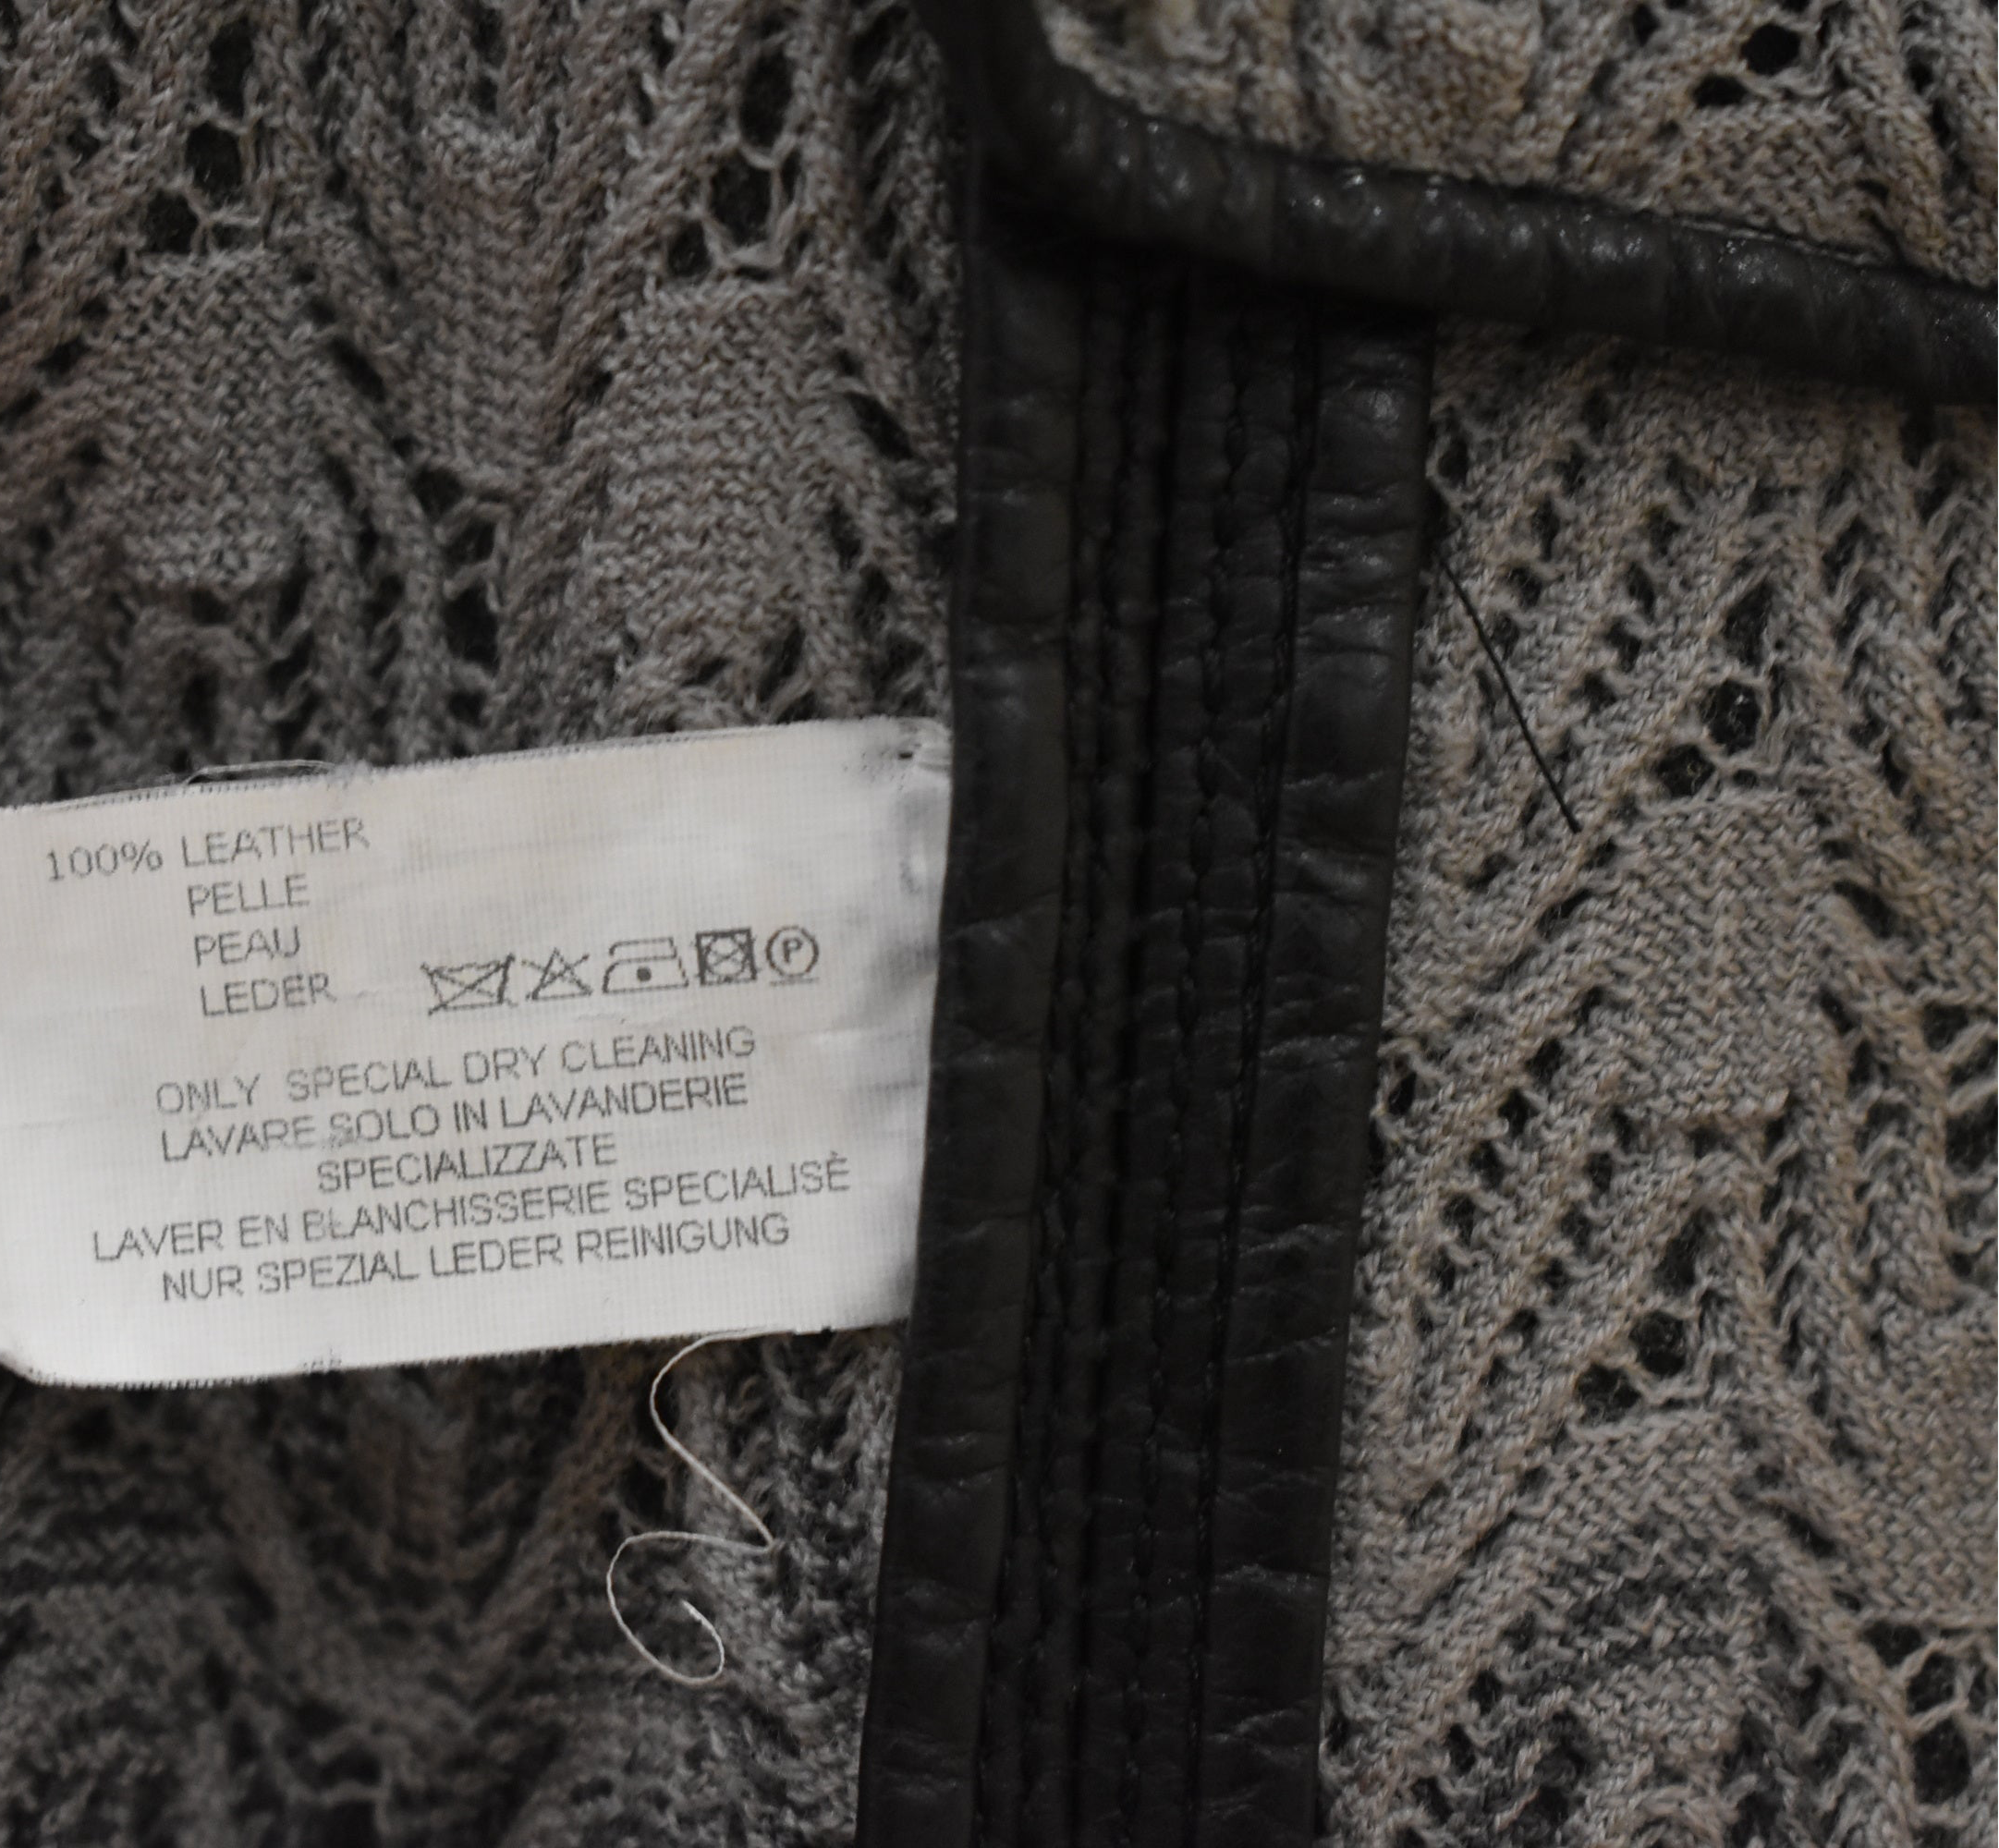 100% LEATHER
PELLE
PEAU
LEDER
P
ONLY SPECIAL DRY CLEANING
LAVARE SOLO IN LAVANDERIE
SPECIALIZZATE
LAVER EN BLANCHISSERIE SPECIALISÈ
NUR SPEZIAL LEDER REINIGUNG